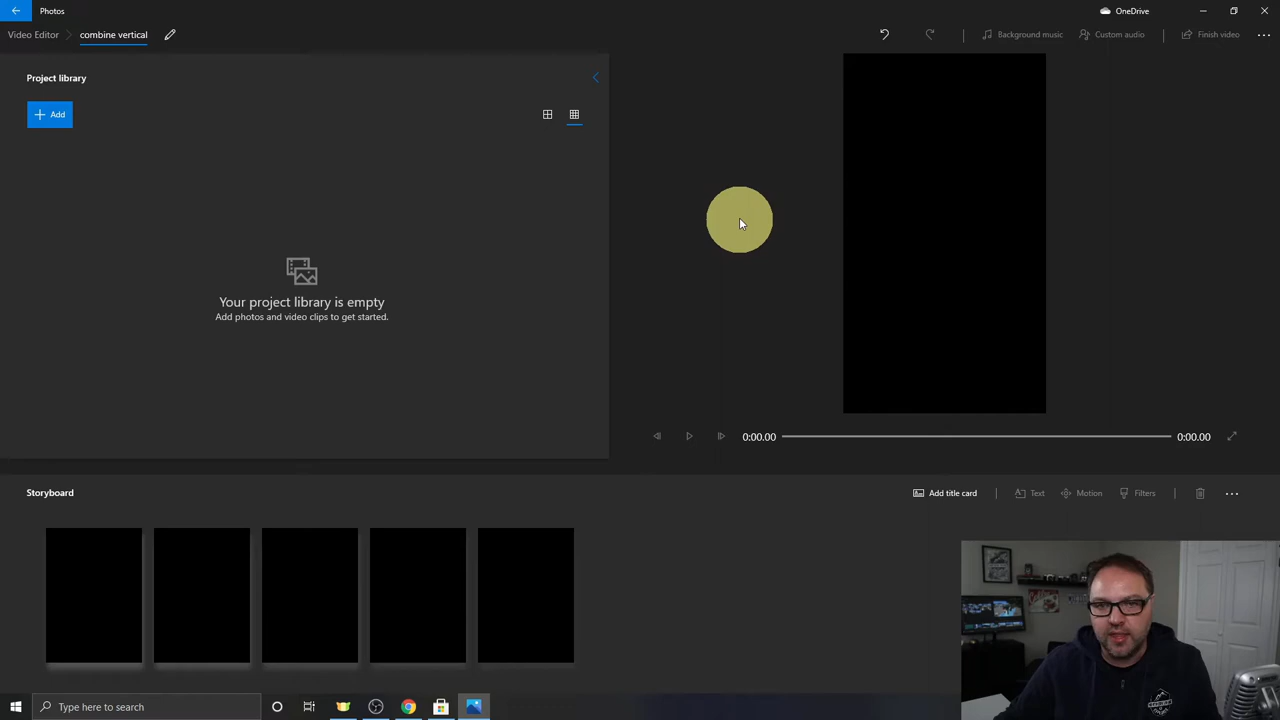 Photos
OneDrive
Video Editor
combine vertical
Background music
Custom audio
Finish video
Project library
Add
Your project library is empty
Add photos and video clips to get started.
0:00.00
0:00.00
Storyboard
Add title card
Text
Motion
Filters
Type here to search